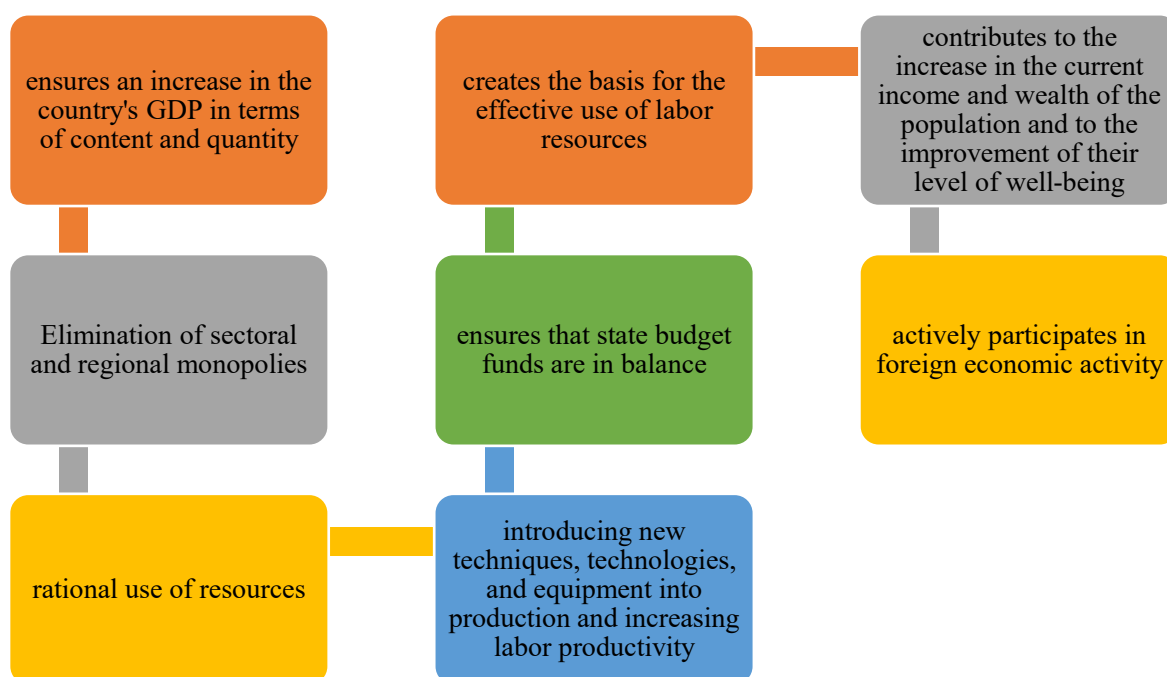 ensures an increase in the
country's GDP in terms
of content and quantity
Elimination of sectoral
and regional monopolies
rational use of resources
introducing new
techniques, technologies,
and equipment into
production and increasing
labor productivity
ensures that state budget
funds are in balance
creates the basis for the
effective use of labor
resources
contributes to the
increase in the current
income and wealth of the
population and to the
improvement of their
level of well-being
actively participates in
foreign economic activity